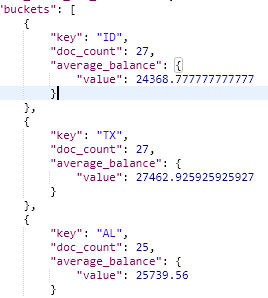 "buckets": [
{
"key": "ID",
"doc_count": 27,
"average_balance": {
"value": 24368.777777777777
}
},
{
"key": "TX",
"doc_count": 27,
"average_balance": {
"value": 27462.925925925927
}
},
{
"key": "AL",
"doc_count": 25,
"average_balance": {
"value": 25739.56
}